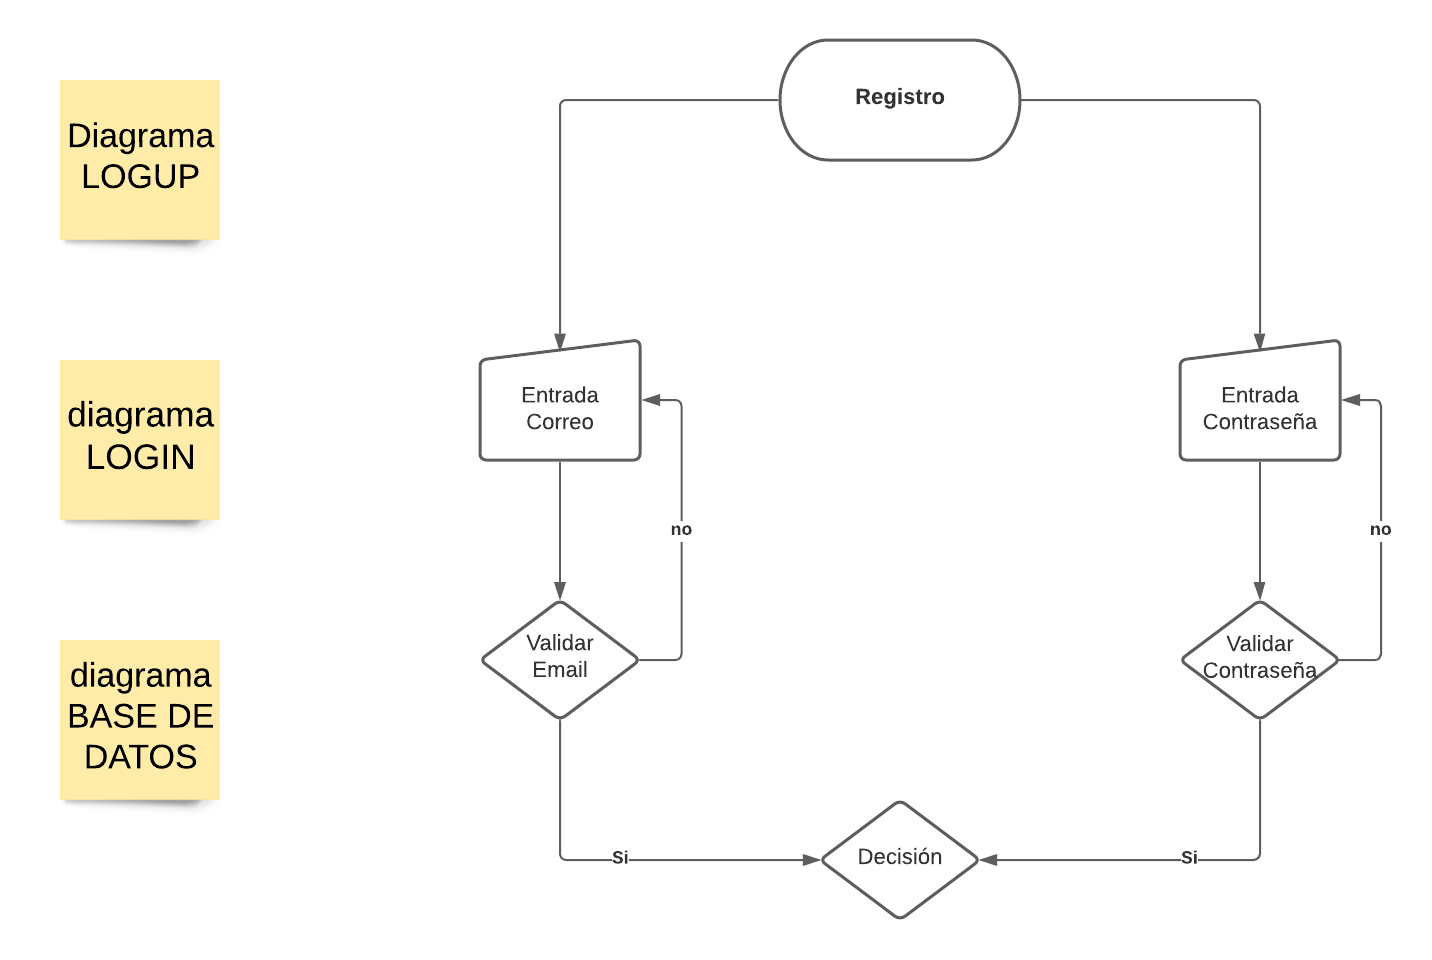 Diagrama
LOGUP
diagrama
LOGIN
diagrama
BASE DE
DATOS
Registro
Entrada
Correo
Entrada
Contraseña
no
no
Validar
Email
Validar
Contraseña
Si
Decisión
Si